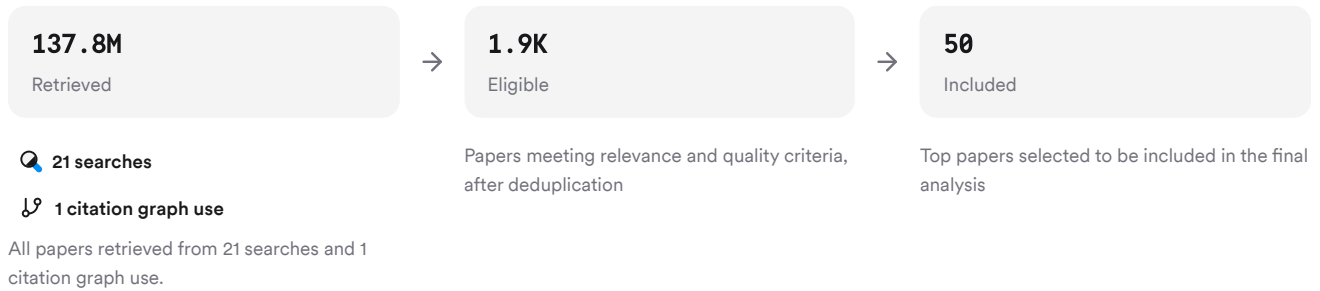 137.8M
Retrieved
1.9K
Eligible
50
Included
21 searches
1 citation graph use
All papers retrieved from 21 searches and 1
citation graph use.
Papers meeting relevance and quality criteria,
after deduplication
Top papers selected to be included in the final
analysis